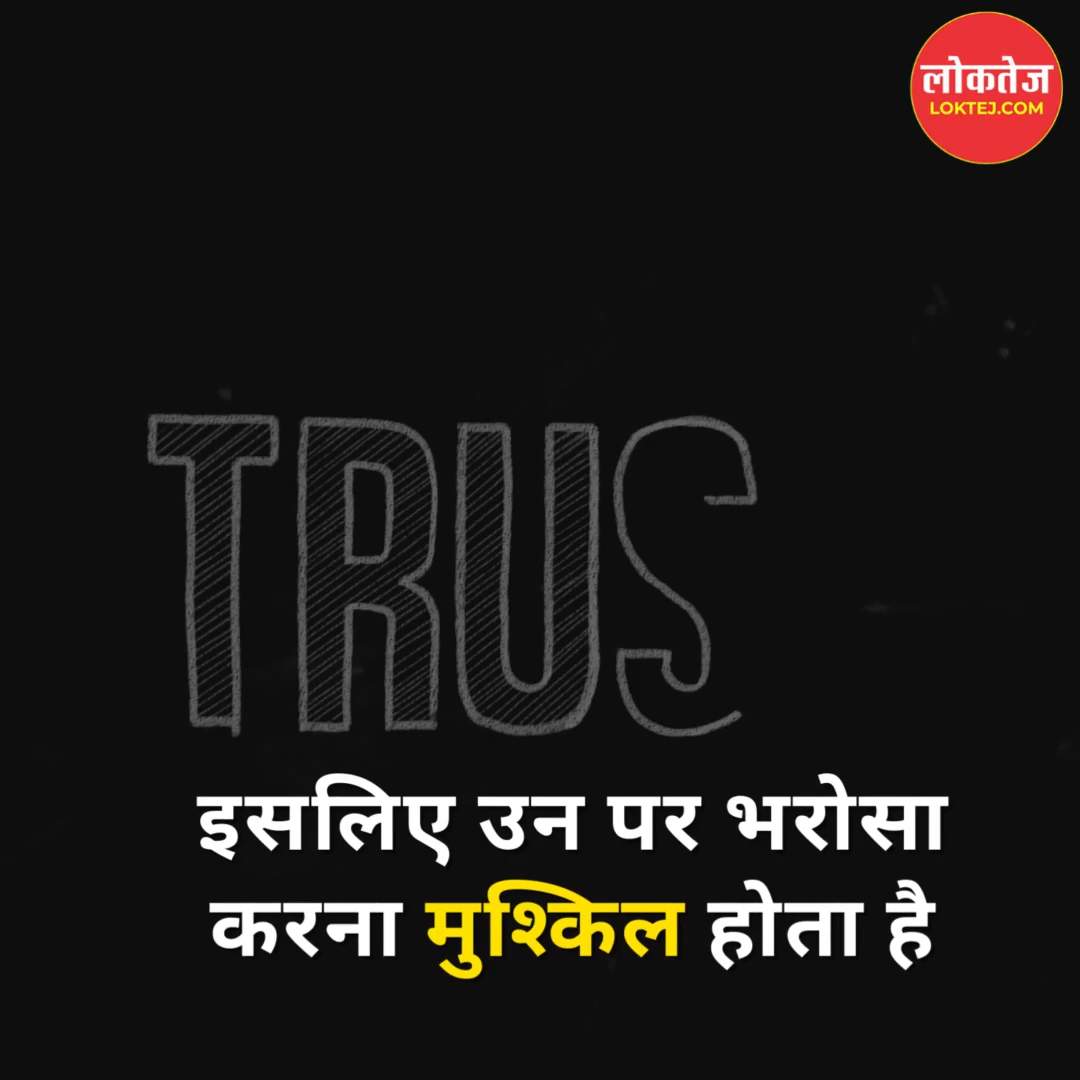 लोकतेज
LOKTEJ.COM
TRUS
इसलिए उन पर भरोसा
करना मुश्किल होता है